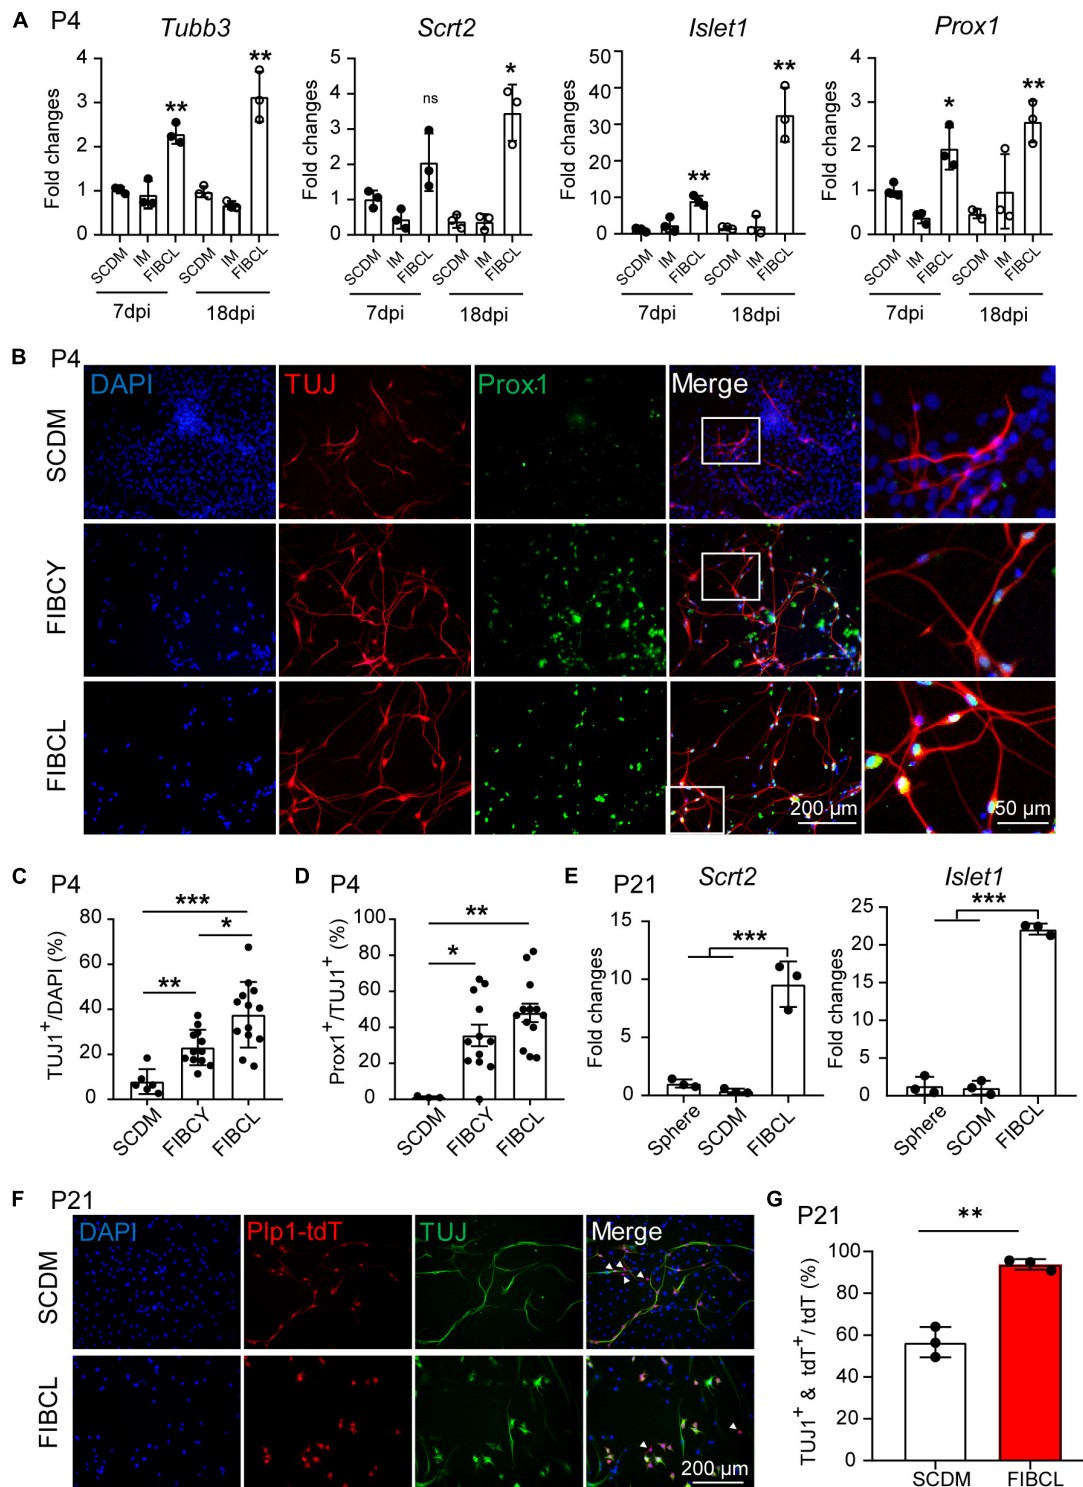 A P4
Tubb3
Scrt2
Islet1
Prox1
Fold changes
4
3
2
1
0
**
**
SCDM
IM
FIBCL
SCDM
IM
FIBCL
7dpi
18dpi
Fold changes
5
4
3
2
1
0
ns
*
SCDM
IM
FIBCL
SCDM
IM
FIBCL
7dpi
18dpi
Fold changes
50
40
30
20
10
0
**
**
SCDM
IM
FIBCL
SCDM
IM
FIBCL
7dpi
18dpi
Fold changes
4
3
2
1
0
*
**
SCDM
IM
FIBCL
SCDM
IM
FIBCL
7dpi
18dpi
B P4
DAPI
TUJ
Prox1
Merge
SCDM
FIBCY
FIBCL
200 µm
50 µm
C P4
TUJ1+/DAPI (%)
80
60
40
20
0
***
*
**
SCDM
FIBCY
FIBCL
D P4
Prox1+/TUJ1+ (%)
100
80
60
40
20
0
**
*
SCDM
FIBCY
FIBCL
E P21
Scrt2
Fold changes
15
10
5
0
***
Sphere
SCDM
FIBCL
Islet1
Fold changes
25
20
15
10
5
0
***
Sphere
SCDM
FIBCL
F P21
DAPI
Plp1-tdT
TUJ
Merge
SCDM
FIBCL
200 µm
G P21
TUJ1+ & tdT+/ tdT (%)
100
80
60
40
20
0
**
SCDM
FIBCL